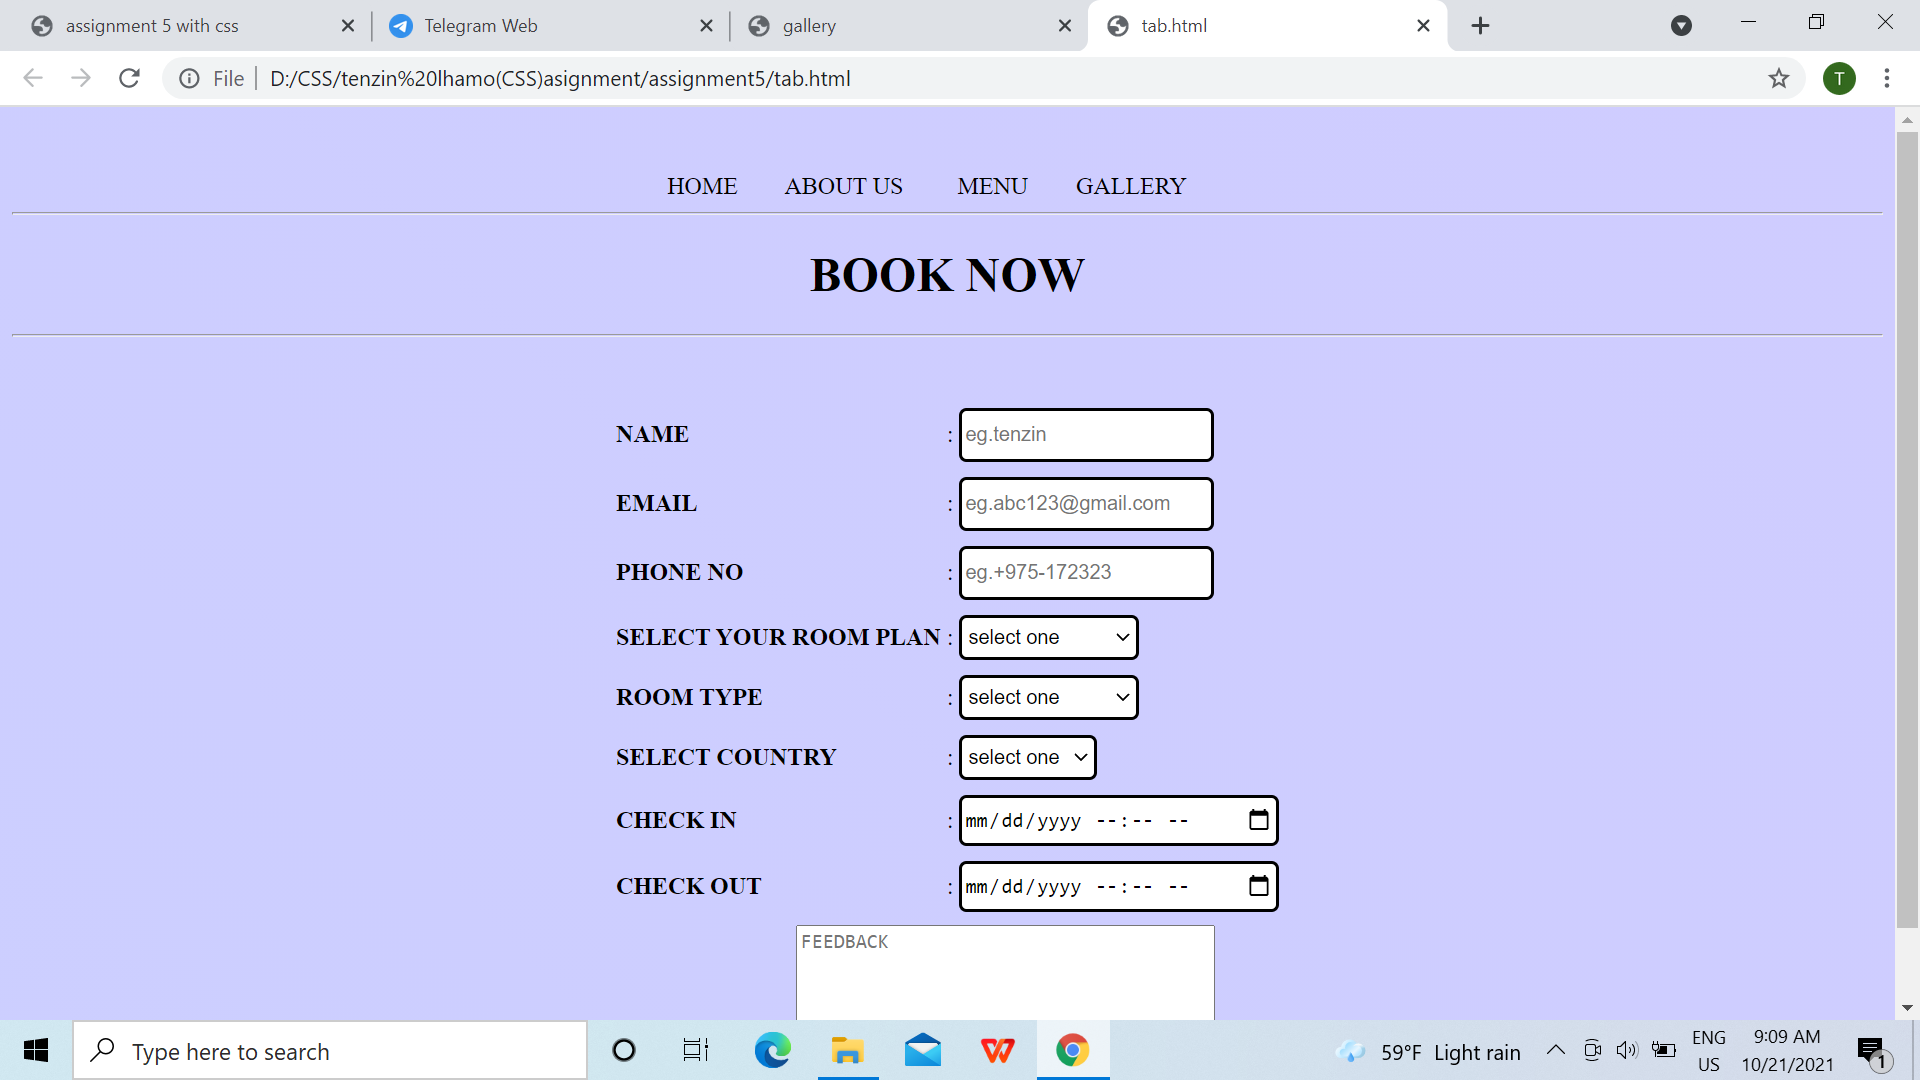 assignment 5 with css
Telegram Web
gallery
tab.html
File
D:/CSS/tenzin%20lhamo(CSS)asignment/assignment5/tab.html
T
HOME ABOUT US MENU GALLERY
BOOK NOW
NAME : eg.tenzin
EMAIL : eg.abc123@gmail.com
PHONE NO : eg.+975-172323
SELECT YOUR ROOM PLAN : select one
ROOM TYPE : select one
SELECT COUNTRY : select one
CHECK IN : mm/dd/yyyy --:-- --
CHECK OUT : mm/dd/yyyy --:-- --
FEEDBACK
Type here to search
59°F Light rain
ENG
US
9:09 AM
10/21/2021
1